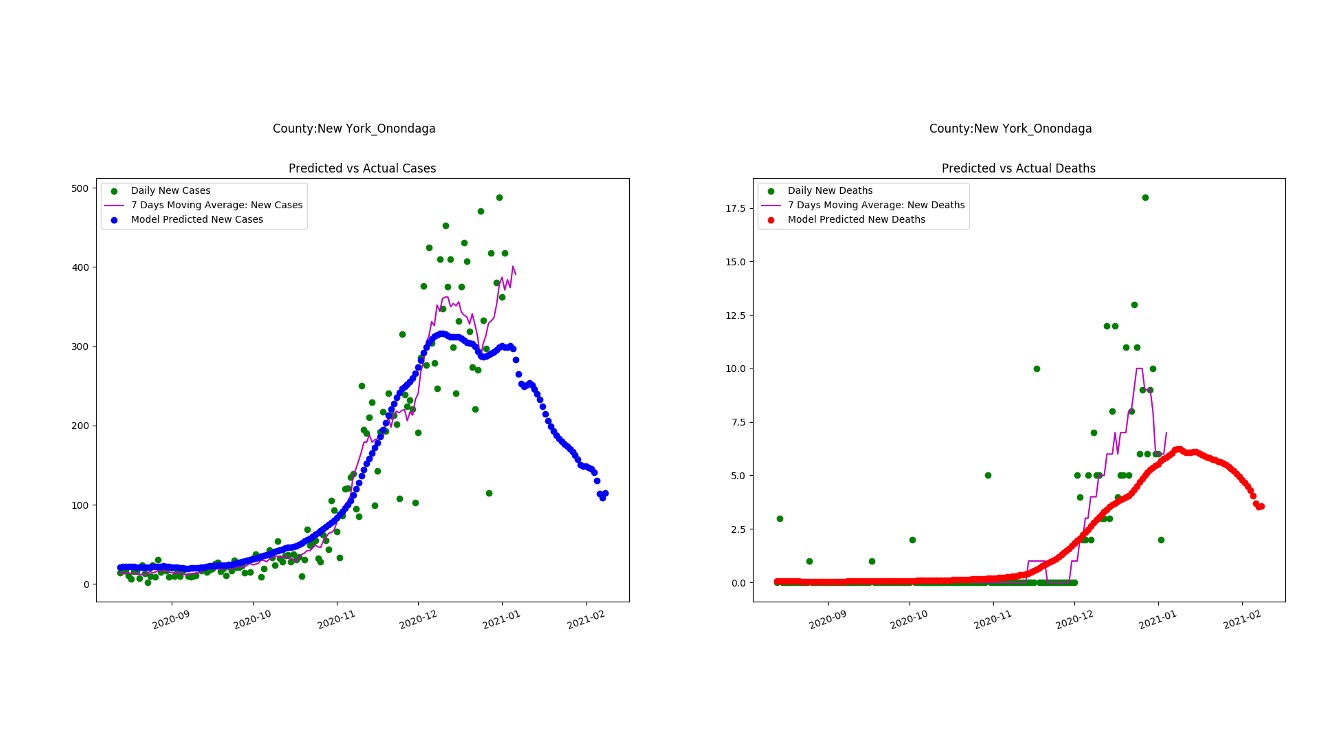 County:New York_Onondaga
Predicted vs Actual Cases
Daily New Cases
7 Days Moving Average: New Cases
Model Predicted New Cases
500
400
300
200
100
0
2020-09 2020-10 2020-11 2020-12 2021-01 2021-02
County:New York_Onondaga
Predicted vs Actual Deaths
Daily New Deaths
7 Days Moving Average: New Deaths
Model Predicted New Deaths
17.5
15.0
12.5
10.0
7.5
5.0
2.5
0.0
2020-09 2020-10 2020-11 2020-12 2021-01 2021-02